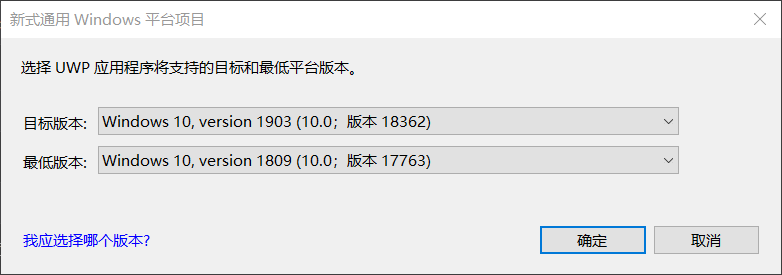 新式通用 Windows 平台项目
选择 UWP 应用程序将支持的目标和最低平台版本。
目标版本: Windows 10, version 1903 (10.0；版本 18362)
最低版本: Windows 10, version 1809 (10.0；版本 17763)
我应选择哪个版本? 确定 取消